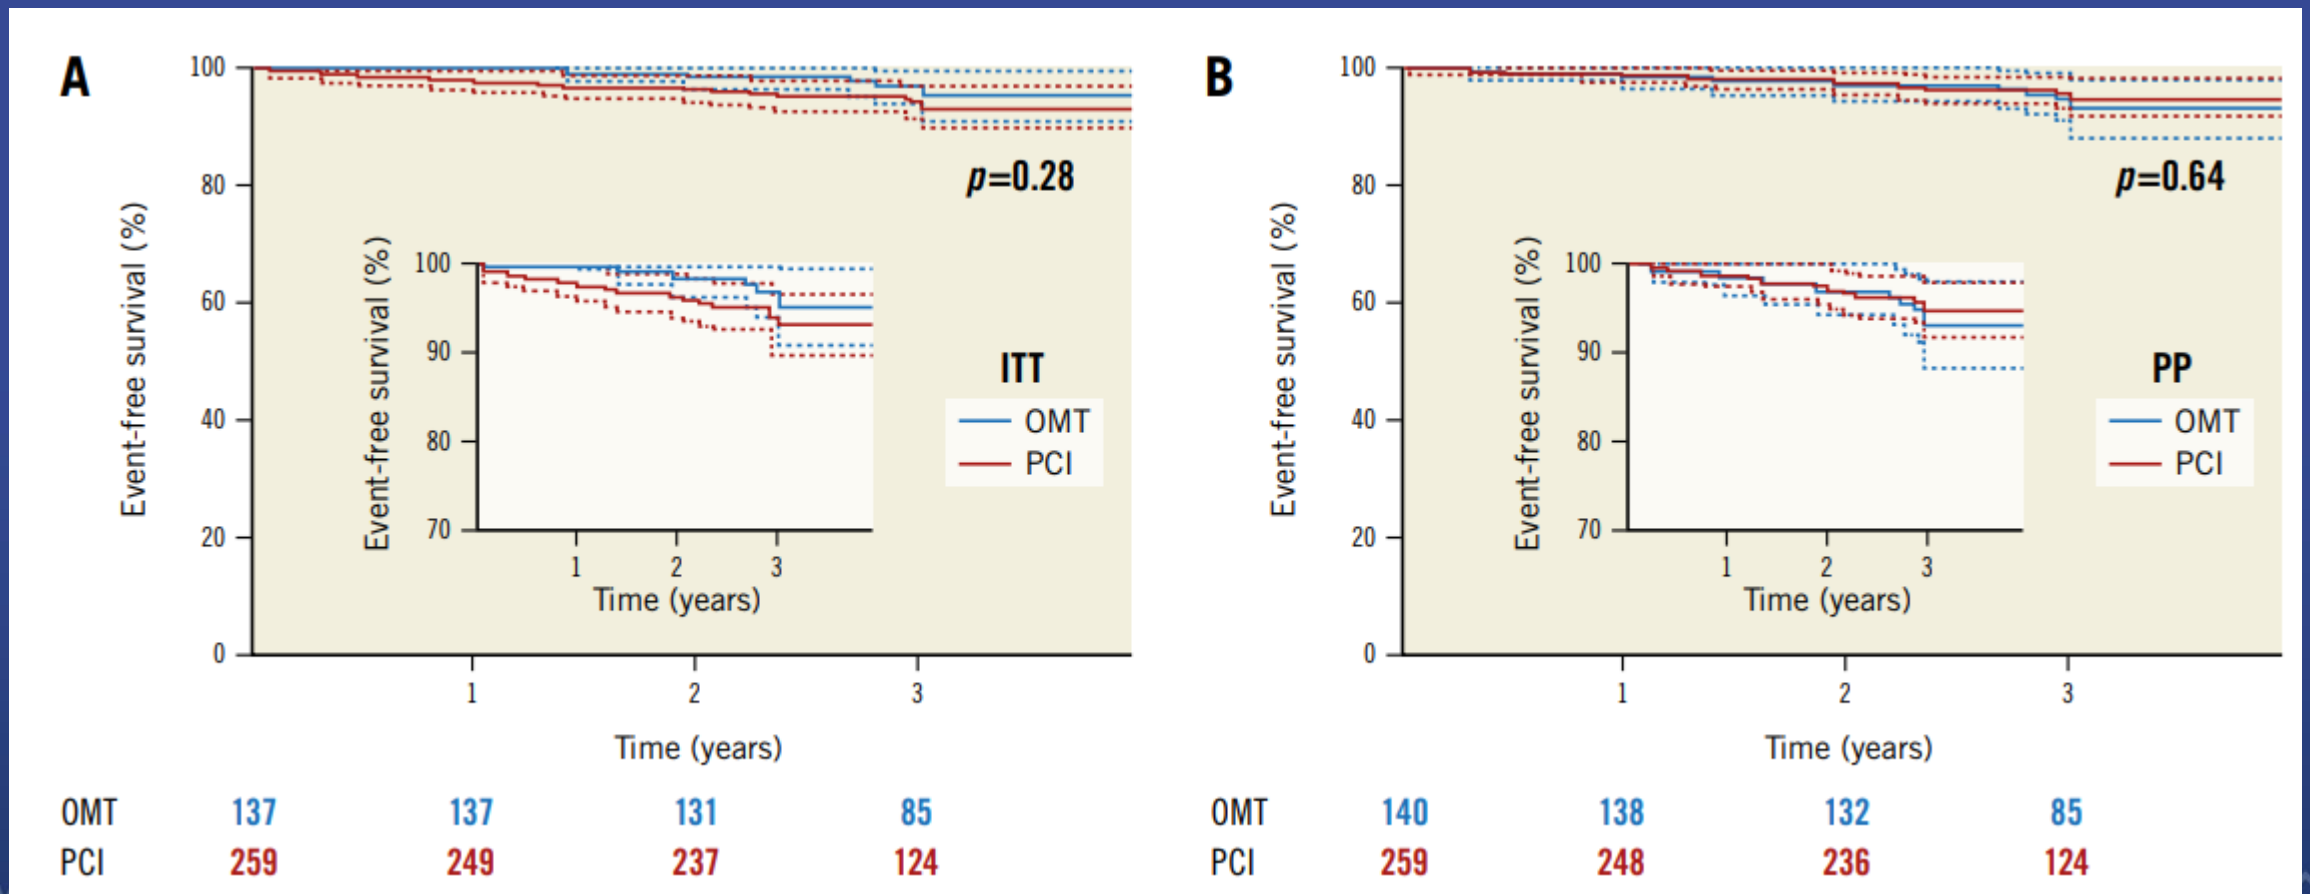 A
100
80
60
40
20
0
Event-free survival (%)
p=0.28
100
90
80
70
Event-free survival (%)
1 2 3
Time (years)
ITT
OMT
PCI
1 2 3
Time (years)
OMT 137 137 131 85
PCI 259 249 237 124
B
100
80
60
40
20
0
Event-free survival (%)
p=0.64
100
90
80
70
Event-free survival (%)
1 2 3
Time (years)
PP
OMT
PCI
1 2 3
Time (years)
OMT 140 138 132 85
PCI 259 248 236 124